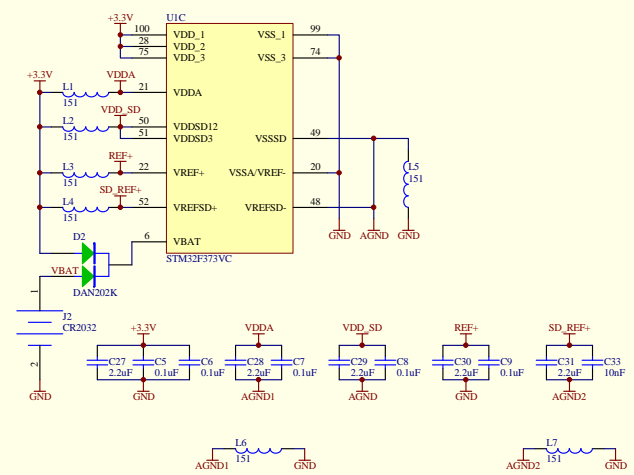 +3.3V
U1C
100
VDD_1
VSS_1
99
28
VDD_2
75
VDD_3
VSS_3
74
+3.3V
VDDA
L1
151
21
VDDA
VDD_SD
L2
151
50
VDDSD12
51
VDDSD3
VSSSD
49
REF+
L3
151
22
VREF+
VSSA/VREF-
20
L5
151
SD_REF+
L4
151
52
VREFSD+
VREFSD-
48
D2
6
VBAT
GND
AGND
GND
STM32F373VC
VBAT
DAN202K
1
J2
CR2032
2
GND
+3.3V
VDDA
VDD_SD
REF+
SD_REF+
C27
2.2uF
C5
0.1uF
C6
0.1uF
C28
2.2uF
C7
0.1uF
C29
2.2uF
C8
0.1uF
C30
2.2uF
C9
0.1uF
C31
2.2uF
C33
10nF
GND
AGND1
AGND
GND
AGND2
L6
151
AGND1
GND
L7
151
AGND2
GND